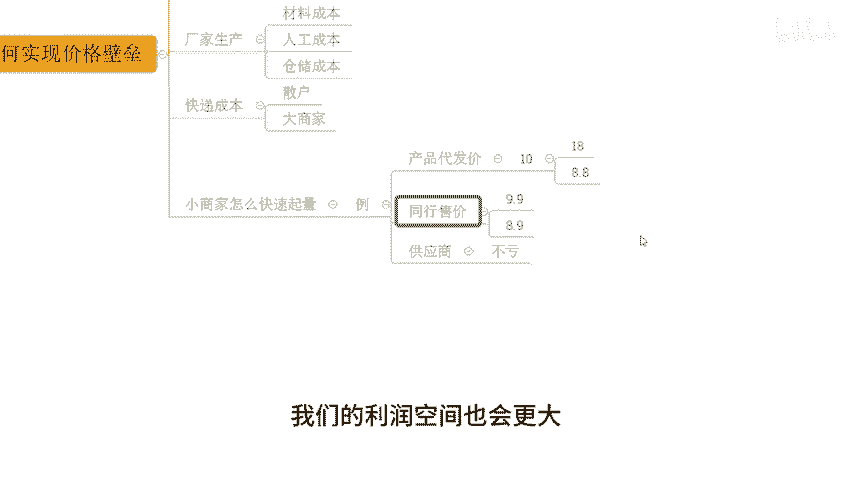 材料成本
厂家生产
人工成本
何实现价格壁垒
仓储成本
散户
快递成本
大商家
产品代发价
10
18
8.8
小商家怎么快速起量
例
同行售价
9.9
8.9
供应商
不亏
我们的利润空间也会更大